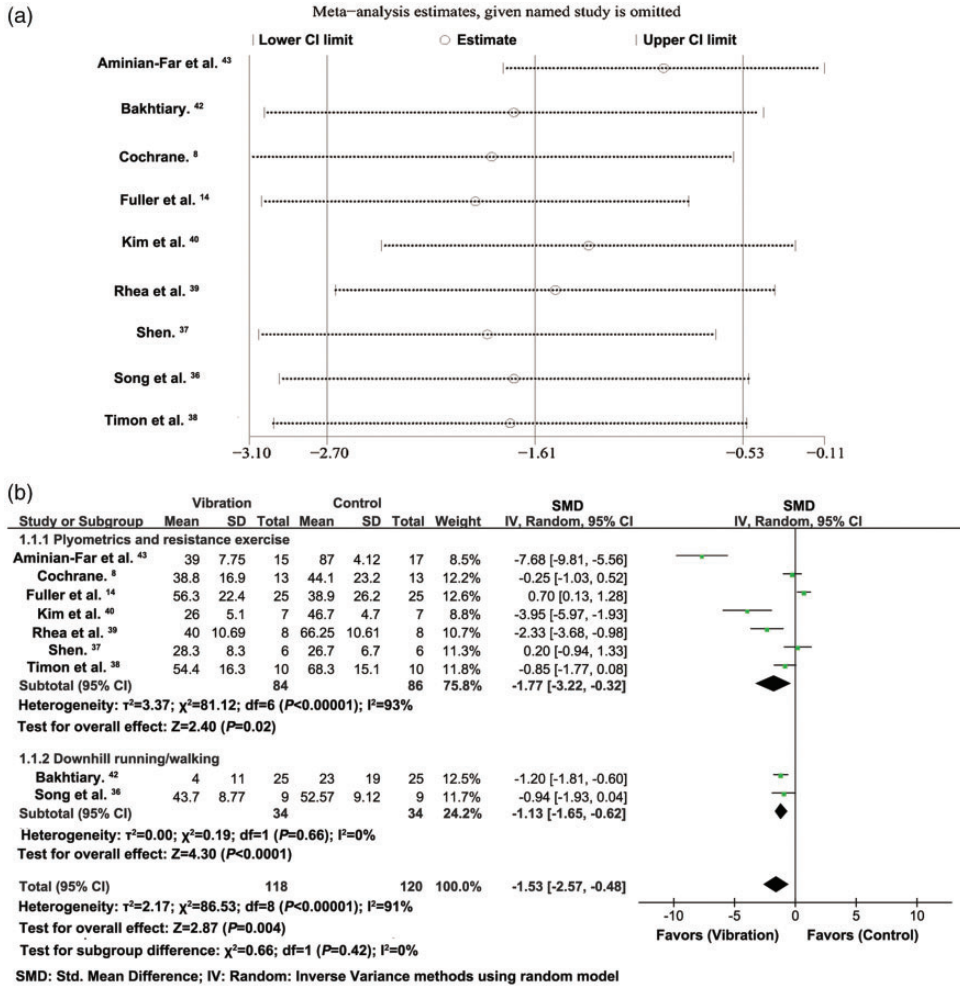 (a)
Meta−analysis estimates, given named study is omitted
Lower CI limit Estimate Upper CI limit
Aminian-Far et al. 43
Bakhtiary. 42
Cochrane. 8
Fuller et al. 14
Kim et al. 40
Rhea et al. 39
Shen. 37
Song et al. 36
Timon et al. 38
−3.10 −2.70 −1.61 −0.53 −0.11
(b)
Vibration Control SMD SMD
Study or Subgroup Mean SD Total Mean SD Total Weight IV, Random, 95% CI IV, Random, 95% CI
1.1.1 Plyometrics and resistance exercise
Aminian-Far et al. 43 39 7.75 15 87 4.12 17 8.5% -7.68 [-9.81, -5.56]
Cochrane. 8 38.8 16.9 13 44.1 23.2 13 12.2% -0.25 [-1.03, 0.52]
Fuller et al. 14 56.3 22.4 25 38.9 26.2 25 12.6% 0.70 [0.13, 1.28]
Kim et al. 40 26 5.1 7 46.7 4.7 7 8.8% -3.95 [-5.97, -1.93]
Rhea et al. 39 40 10.69 8 66.25 10.61 8 10.7% -2.33 [-3.68, -0.98]
Shen. 37 28.3 8.3 6 26.7 6.7 6 11.3% 0.20 [-0.94, 1.33]
Timon et al. 38 54.4 16.3 10 68.3 15.1 10 11.8% -0.85 [-1.77, 0.08]
Subtotal (95% CI) 84 86 75.8% -1.77 [-3.22, -0.32]
Heterogeneity: τ²=3.37; χ²=81.12; df=6 (P<0.00001); I²=93%
Test for overall effect: Z=2.40 (P=0.02)
1.1.2 Downhill running/walking
Bakhtiary. 42 4 11 25 23 19 25 12.5% -1.20 [-1.81, -0.60]
Song et al. 36 43.7 8.77 9 52.57 9.12 9 11.7% -0.94 [-1.93, 0.04]
Subtotal (95% CI) 34 34 24.2% -1.13 [-1.65, -0.62]
Heterogeneity: τ²=0.00; χ²=0.19; df=1 (P=0.66); I²=0%
Test for overall effect: Z=4.30 (P<0.0001)
Total (95% CI) 118 120 100.0% -1.53 [-2.57, -0.48]
Heterogeneity: τ²=2.17; χ²=86.53; df=8 (P<0.00001); I²=91%
Test for overall effect: Z=2.87 (P=0.004)
Test for subgroup difference: χ²=0.66; df=1 (P=0.42); I²=0%
-10 -5 0 5 10
Favors (Vibration) Favors (Control)
SMD: Std. Mean Difference; IV: Random: Inverse Variance methods using random model